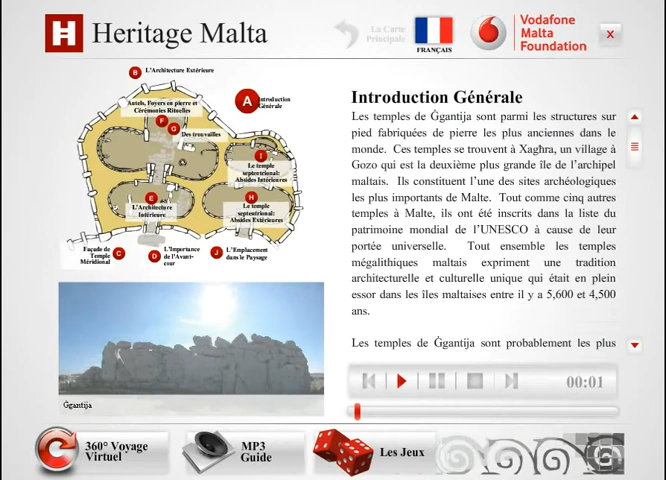 H Heritage Malta
La Carte
Principale
FRANÇAIS
Vodafone
Malta
Foundation
X
B L'Architecture Extérieure
Autels, Foyers en pierre et
Cérémonies Rituelles
A Introduction
Générale
F
G Des trouvailles
I
Le temple
septentrional:
Absides Intérieures
E
L'Architecture
Intérieure
H
Le temple
septentrional:
Absides Extérieures
Façade de
Temple
Méridional
C
D L'Importance
de l'Avant-
cour
J L'Emplacement
dans le Paysage
Ġgantija
Introduction Générale
Les temples de Ġgantija sont parmi les structures sur
pied fabriquées de pierre les plus anciennes dans le
monde. Ces temples se trouvent à Xagħra, un village à
Gozo qui est la deuxième plus grande île de l'archipel
maltais. Ils constituent l'une des sites archéologiques
les plus importants de Malte. Tout comme cinq autres
temples à Malte, ils ont été inscrits dans la liste du
patrimoine mondial de l'UNESCO à cause de leur
portée universelle. Tout ensemble les temples
mégalithiques maltais expriment une tradition
architecturelle et culturelle unique qui était en plein
essor dans les îles maltaises entre il y a 5,600 et 4,500
ans.
Les temples de Ġgantija sont probablement les plus
00:01
360° Voyage
Virtuel
MP3
Guide
Les Jeux